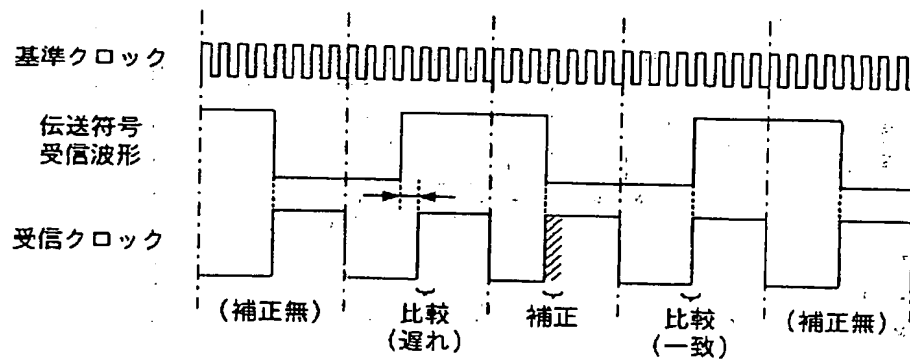 基準クロック
伝送符号
受信波形
受信クロック
(補正無)
比較
(遅れ)
補正
比較
(一致)
(補正無)